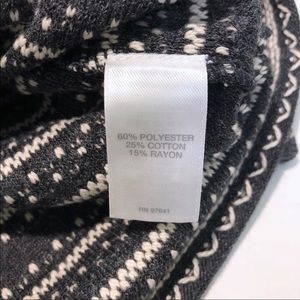 60% POLYESTER
25% COTTON
15% RAYON
RN 97641